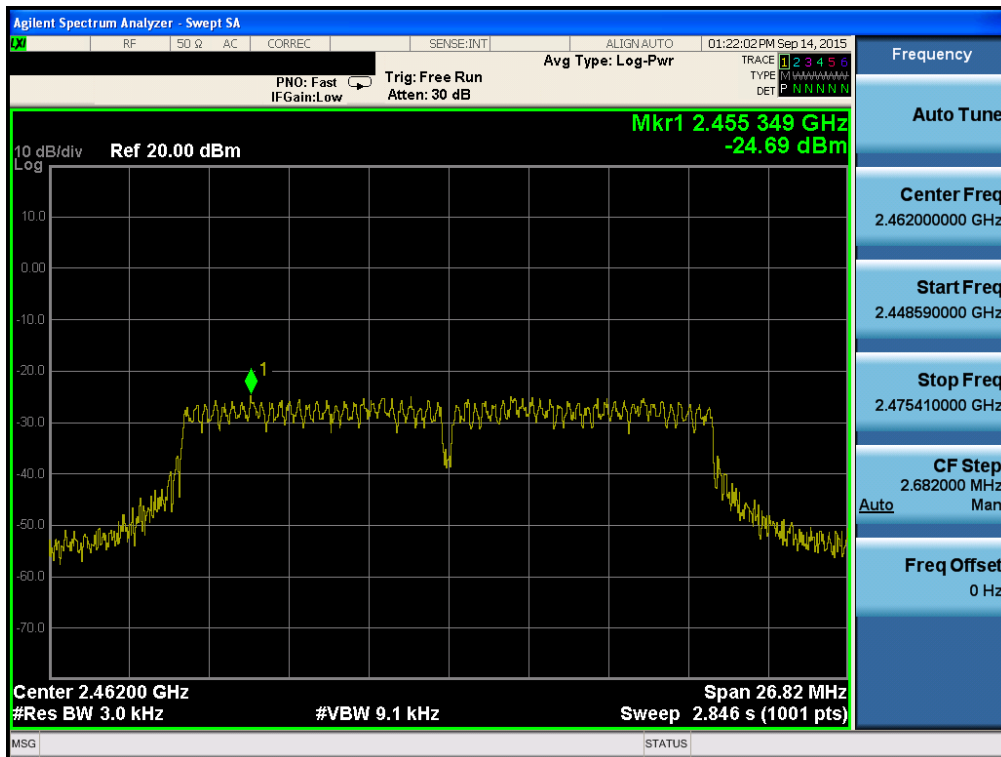 Agilent Spectrum Analyzer - Swept SA
LXI RF 50 Ω AC CORREC SENSE:INT ALIGN AUTO 01:22:02 PM Sep 14, 2015
PNO: Fast
IFGain:Low
Trig: Free Run
Atten: 30 dB
Avg Type: Log-Pwr
TRACE 1 2 3 4 5 6
TYPE M WWWWW
DET P N N N N N
Mkr1 2.455 349 GHz
-24.69 dBm
10 dB/div Ref 20.00 dBm
Log
10.0
0.00
-10.0
-20.0
-30.0
-40.0
-50.0
-60.0
-70.0
1
Center 2.46200 GHz Span 26.82 MHz
#Res BW 3.0 kHz #VBW 9.1 kHz Sweep 2.846 s (1001 pts)
MSG STATUS
Frequency
Auto Tune
Center Freq
2.462000000 GHz
Start Freq
2.448590000 GHz
Stop Freq
2.475410000 GHz
CF Step
2.682000 MHz
Auto Man
Freq Offset
0 Hz